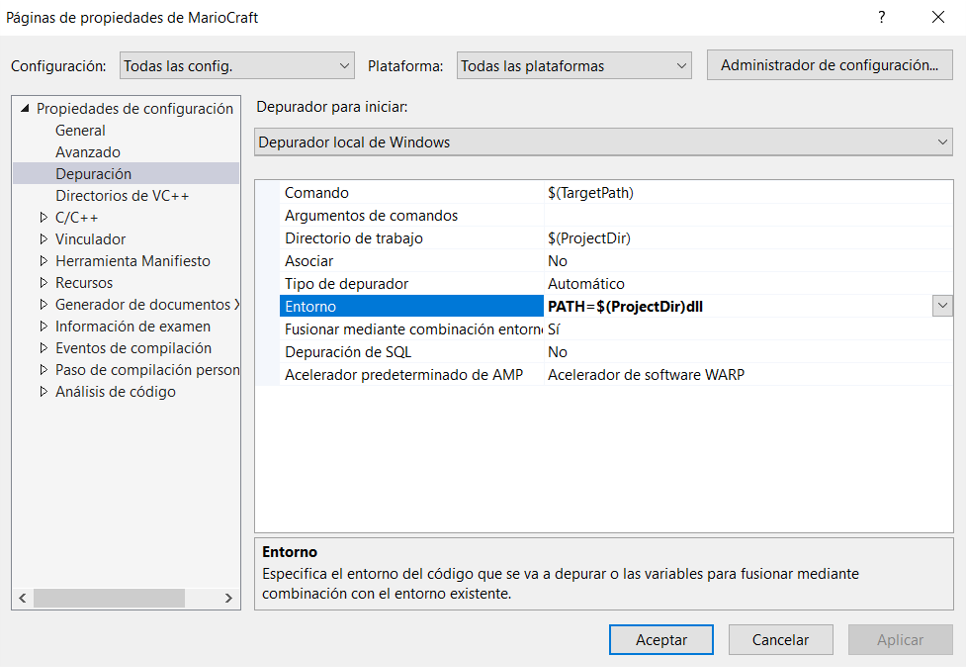 Páginas de propiedades de MarioCraft
?
Configuración: Todas las config. Plataforma: Todas las plataformas Administrador de configuración...
Propiedades de configuración
General
Avanzado
Depuración
Directorios de VC++
C/C++
Vinculador
Herramienta Manifiesto
Recursos
Generador de documentos X
Información de examen
Eventos de compilación
Paso de compilación person
Análisis de código
Depurador para iniciar:
Depurador local de Windows
Comando $(TargetPath)
Argumentos de comandos
Directorio de trabajo $(ProjectDir)
Asociar No
Tipo de depurador Automático
Entorno PATH=$(ProjectDir)dll
Fusionar mediante combinación entorno Sí
Depuración de SQL No
Acelerador predeterminado de AMP Acelerador de software WARP
Entorno
Especifica el entorno del código que se va a depurar o las variables para fusionar mediante
combinación con el entorno existente.
Aceptar Cancelar Aplicar